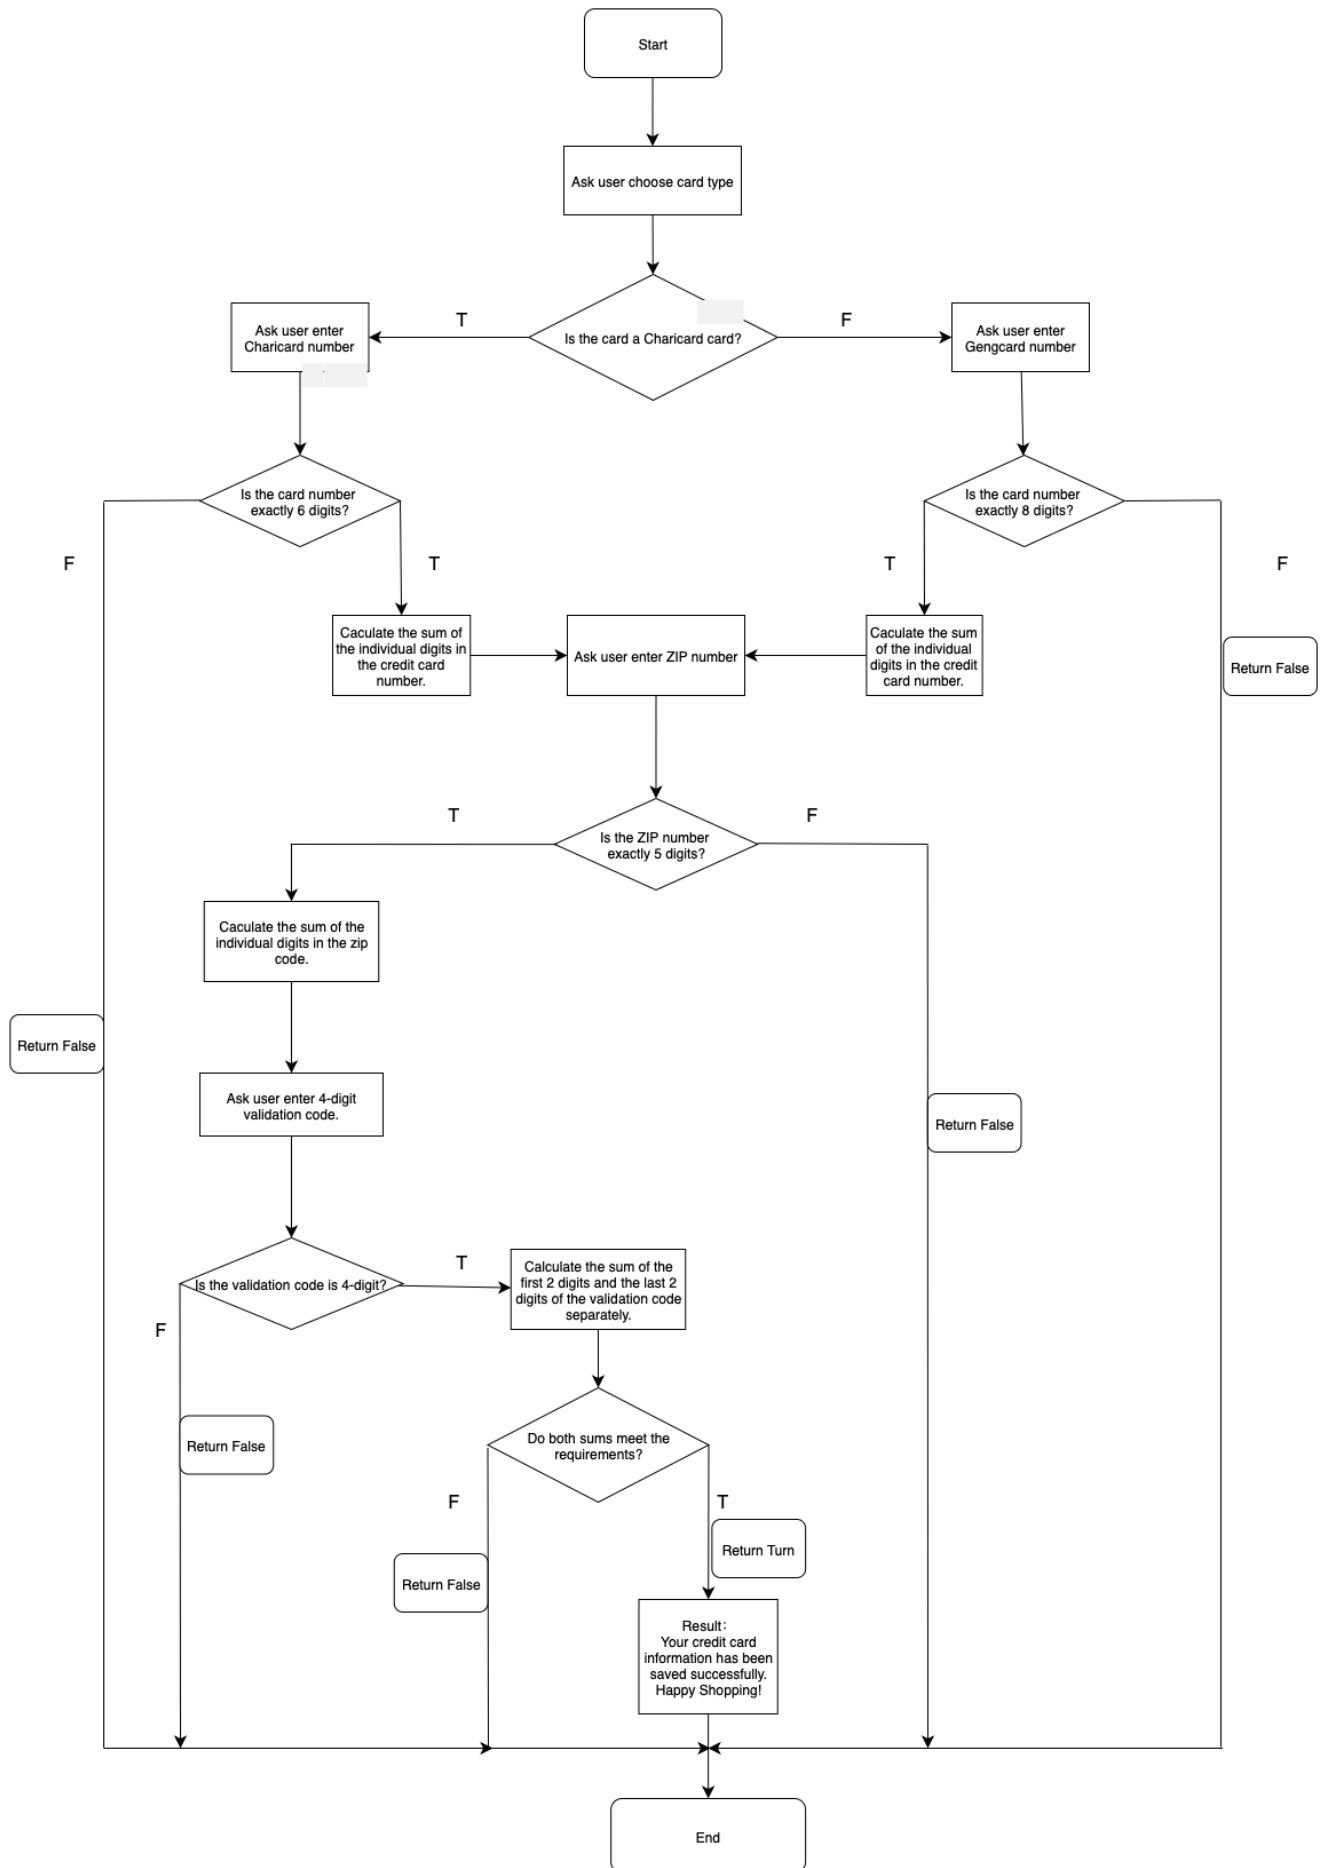 Start
Ask user choose card type
Is the card a Charicard card?
T
F
Ask user enter
Charicard number
Ask user enter
Gengcard number
Is the card number
exactly 6 digits?
Is the card number
exactly 8 digits?
F
T
T
F
Caculate the sum of
the individual digits in
the credit card
number.
Ask user enter ZIP number
Caculate the sum
of the individual
digits in the credit
card number.
Return False
T
F
Is the ZIP number
exactly 5 digits?
Caculate the sum of the
individual digits in the zip
code.
Return False
Ask user enter 4-digit
validation code.
Return False
Is the validation code is 4-digit?
T
F
Calculate the sum of the
first 2 digits and the last 2
digits of the validation code
separately.
Return False
Do both sums meet the
requirements?
F
T
Return False
Return Turn
Result:
Your credit card
information has been
saved successfully.
Happy Shopping!
End